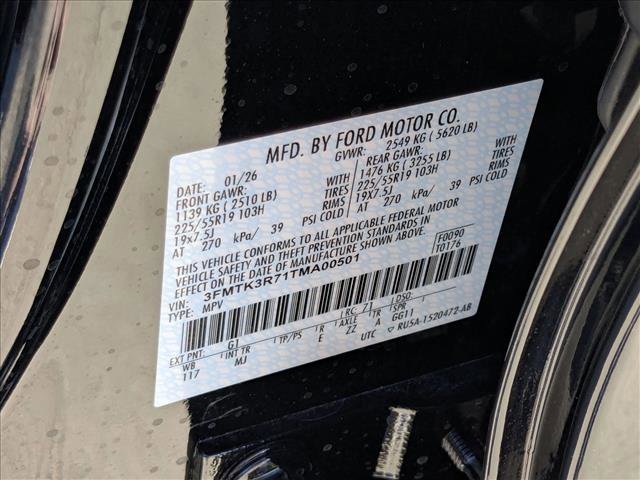 MFD. BY FORD MOTOR CO.
DATE: 01/26 GVWR: 2549 KG ( 5620 LB)
FRONT GAWR: REAR GAWR: WITH
1139 KG ( 2510 LB) WITH 1476 KG ( 3255 LB) TIRES
225/55R19 103H TIRES 225/55R19 103H RIMS
19x7.5J RIMS 19x7.5J
AT 270 kPa/ 39 PSI COLD AT 270 kPa/ 39 PSI COLD
THIS VEHICLE CONFORMS TO ALL APPLICABLE FEDERAL MOTOR
VEHICLE SAFETY AND THEFT PREVENTION STANDARDS IN
EFFECT ON THE DATE OF MANUFACTURE SHOWN ABOVE.
VIN: 3FMTK3R71TMA00501 F0090
TYPE: MPV T0176
EXT PNT: G1 RC: 71 DSO:
WB INT TR TP/PS R AXLE TR SPR
117 MJ E ZZ A GG11
UTC RU5A-1520472-AB